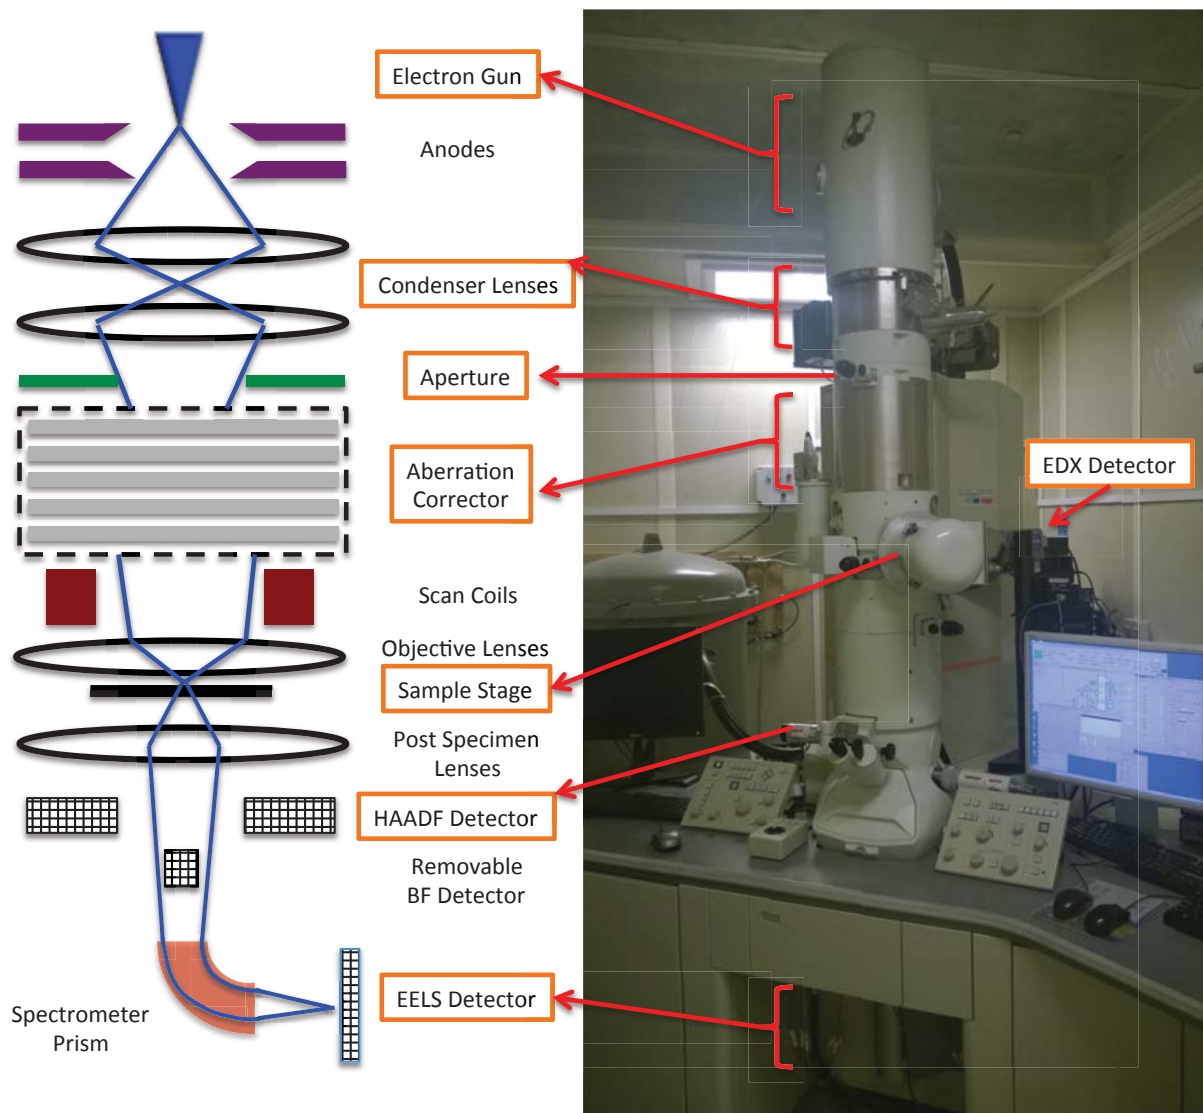 Electron Gun
Anodes
Condenser Lenses
Aperture
Aberration
Corrector
EDX Detector
Scan Coils
Objective Lenses
Sample Stage
Post Specimen
Lenses
HAADF Detector
Removable
BF Detector
EELS Detector
Spectrometer
Prism